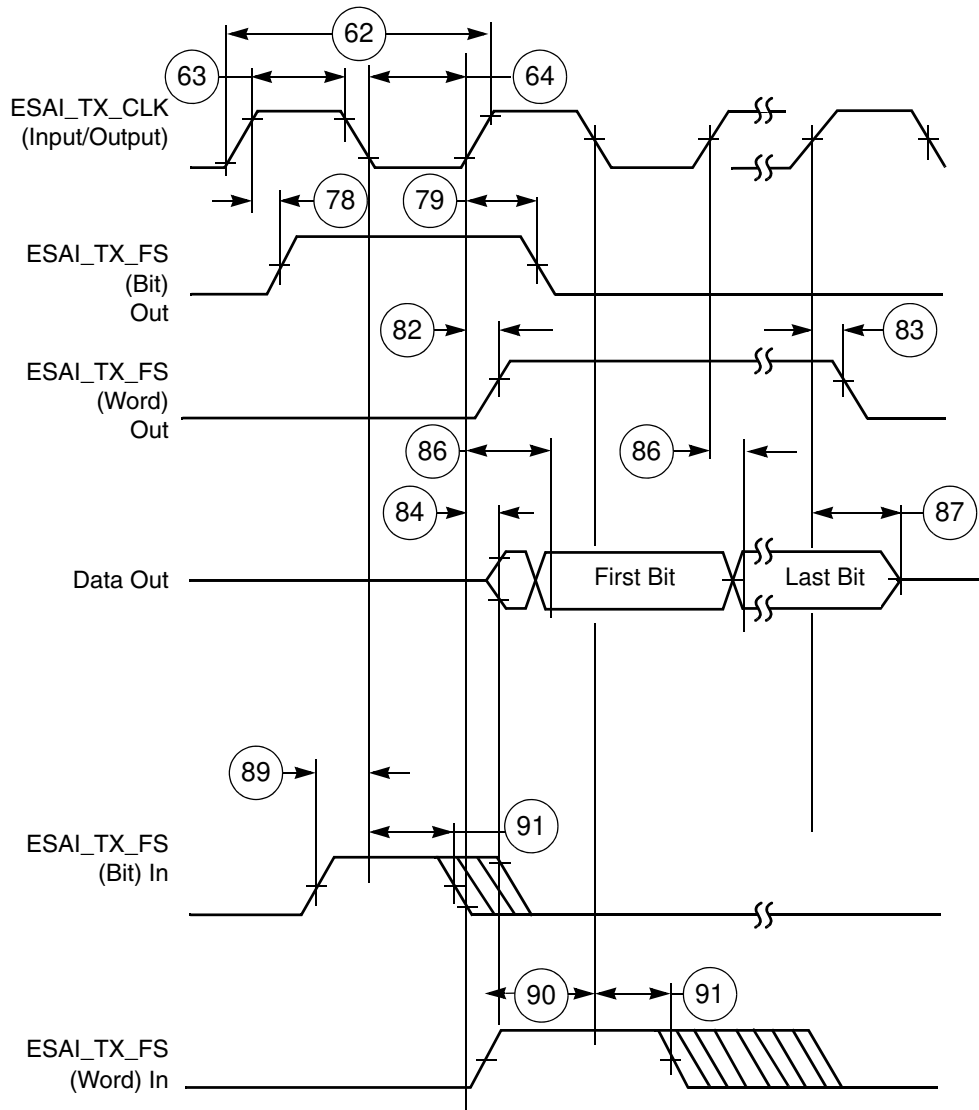 62
63
64
ESAI_TX_CLK
(Input/Output)
78
79
ESAI_TX_FS
(Bit)
Out
82
83
ESAI_TX_FS
(Word)
Out
86
86
84
87
Data Out
First Bit
Last Bit
89
91
ESAI_TX_FS
(Bit) In
90
91
ESAI_TX_FS
(Word) In